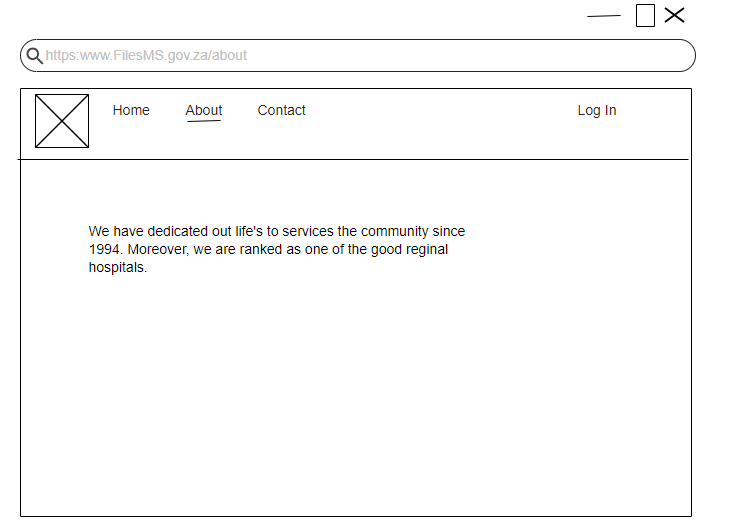 https:www.FilesMS.gov.za/about
Home About Contact Log In
We have dedicated out life's to services the community since
1994. Moreover, we are ranked as one of the good reginal
hospitals.